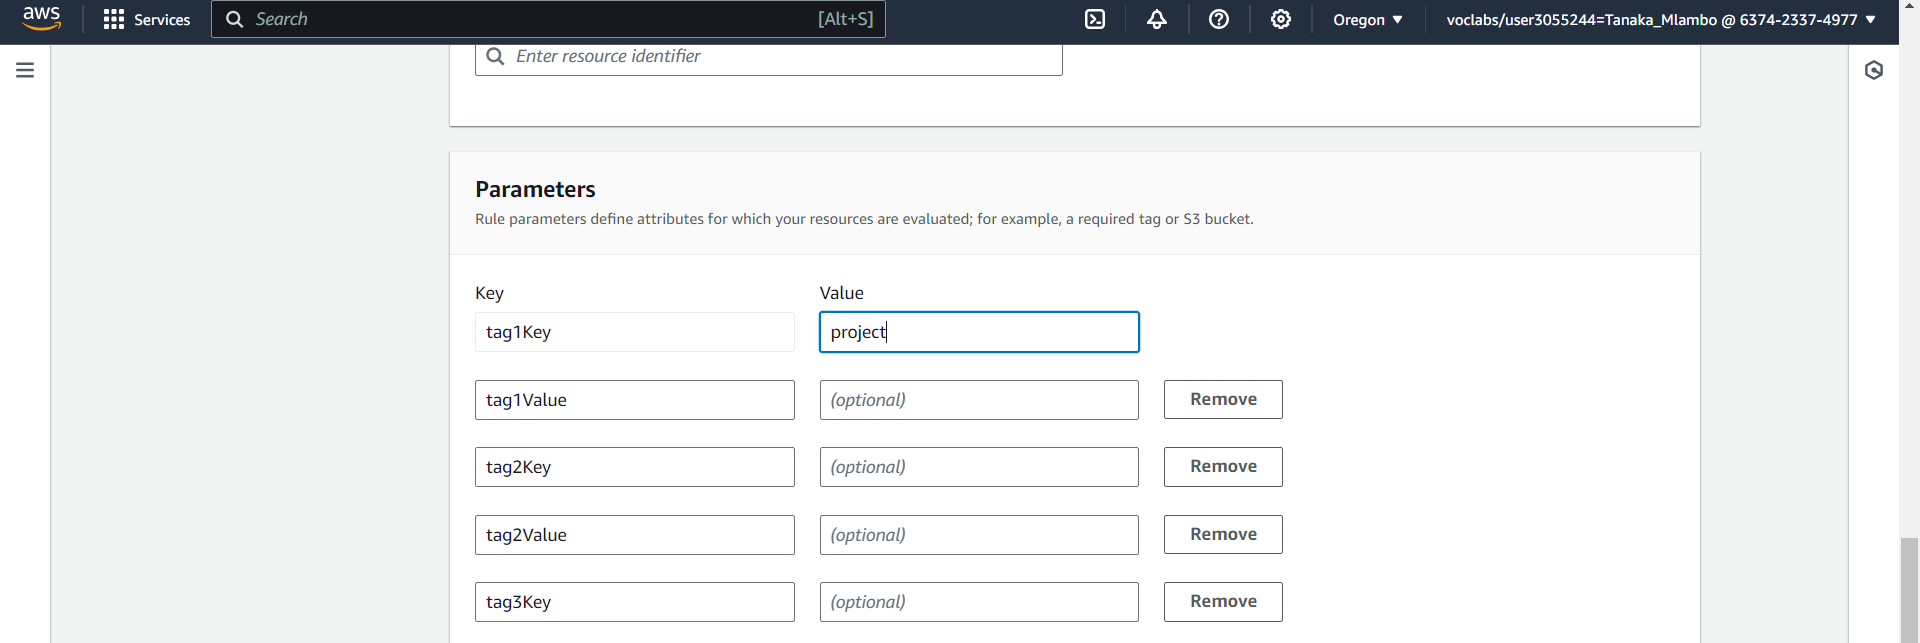 aws Services Search [Alt+S] Oregon ▼ voclabs/user3055244=Tanaka_Mlambo @ 6374-2337-4977 ▼
Enter resource identifier
Parameters
Rule parameters define attributes for which your resources are evaluated; for example, a required tag or S3 bucket.
Key Value
tag1Key project
tag1Value (optional) Remove
tag2Key (optional) Remove
tag2Value (optional) Remove
tag3Key (optional) Remove